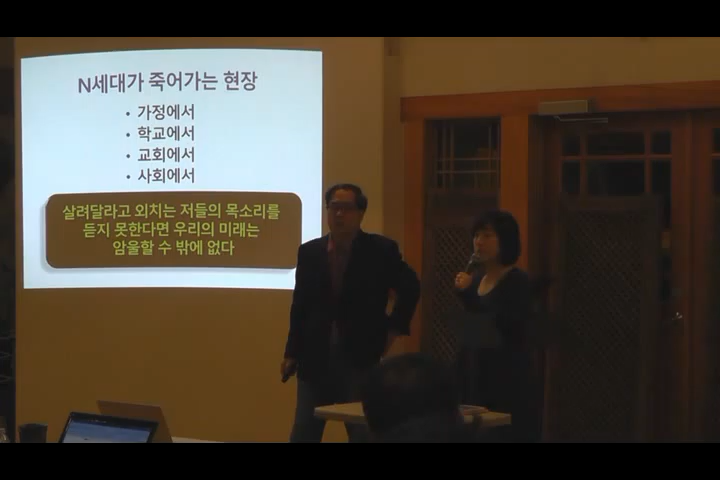 N세대가 죽어가는 현장
• 가정에서
• 학교에서
• 교회에서
• 사회에서
살려달라고 외치는 저들의 목소리를
듣지 못한다면 우리의 미래는
암울할 수 밖에 없다